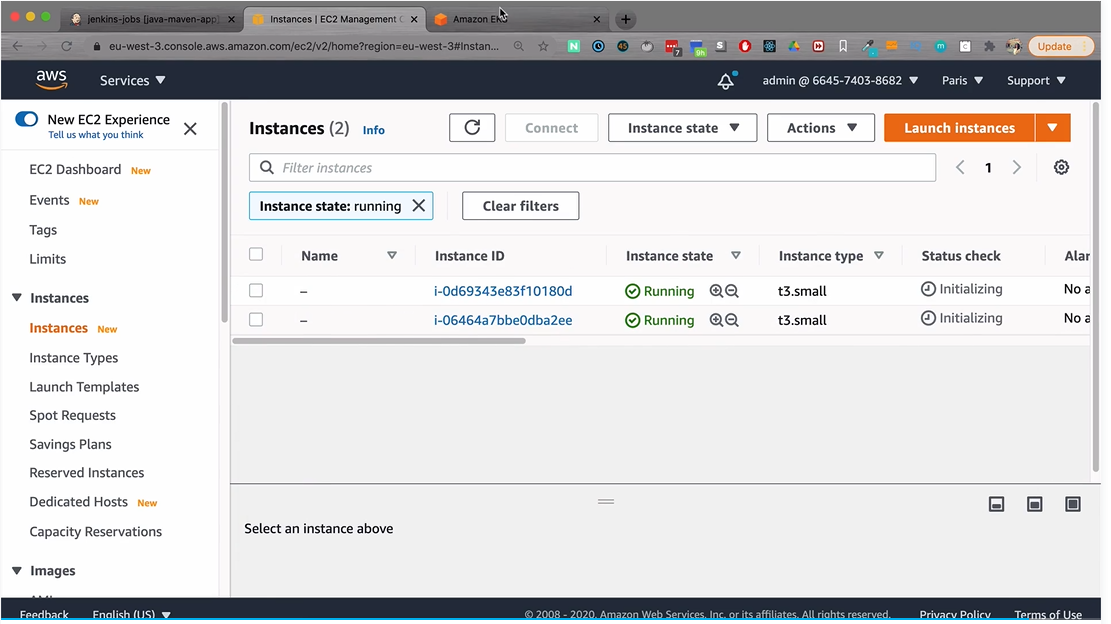 jenkins-jobs [java-maven-app]
Instances | EC2 Management C
Amazon
eu-west-3.console.aws.amazon.com/ec2/v2/home?region=eu-west-3#Instan...
N
45
7
9h
S
m
C
Update
aws
Services
admin @ 6645-7403-8682
Paris
Support
New EC2 Experience
Tell us what you think
EC2 Dashboard New
Events New
Tags
Limits
Instances
Instances New
Instance Types
Launch Templates
Spot Requests
Savings Plans
Reserved Instances
Dedicated Hosts New
Capacity Reservations
Images
Instances (2) Info
Connect
Instance state
Actions
Launch instances
Filter instances
1
Instance state: running
Clear filters
Name Instance ID Instance state Instance type Status check Alar
– i-0d69343e83f10180d Running t3.small Initializing No a
– i-06464a7bbe0dba2ee Running t3.small Initializing No a
Select an instance above
Feedback English (US) © 2008 - 2020, Amazon Web Services, Inc. or its affiliates. All rights reserved. Privacy Policy Terms of Use